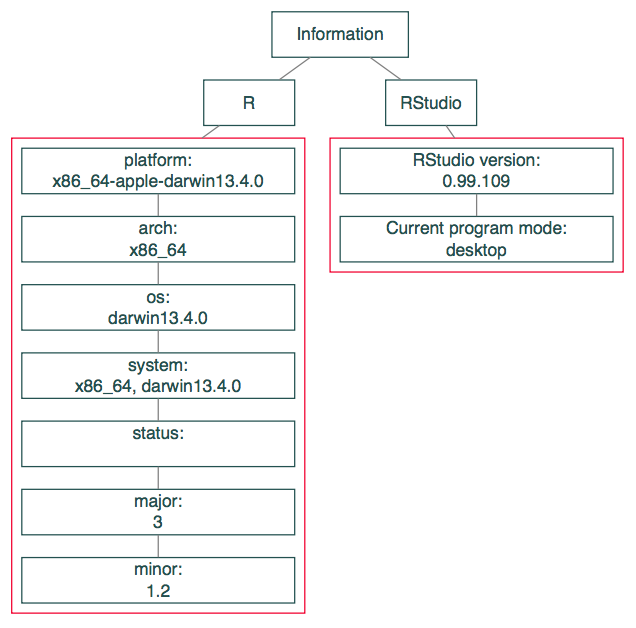 Information
R
RStudio
platform:
x86_64-apple-darwin13.4.0
arch:
x86_64
os:
darwin13.4.0
system:
x86_64, darwin13.4.0
status:
major:
3
minor:
1.2
RStudio version:
0.99.109
Current program mode:
desktop